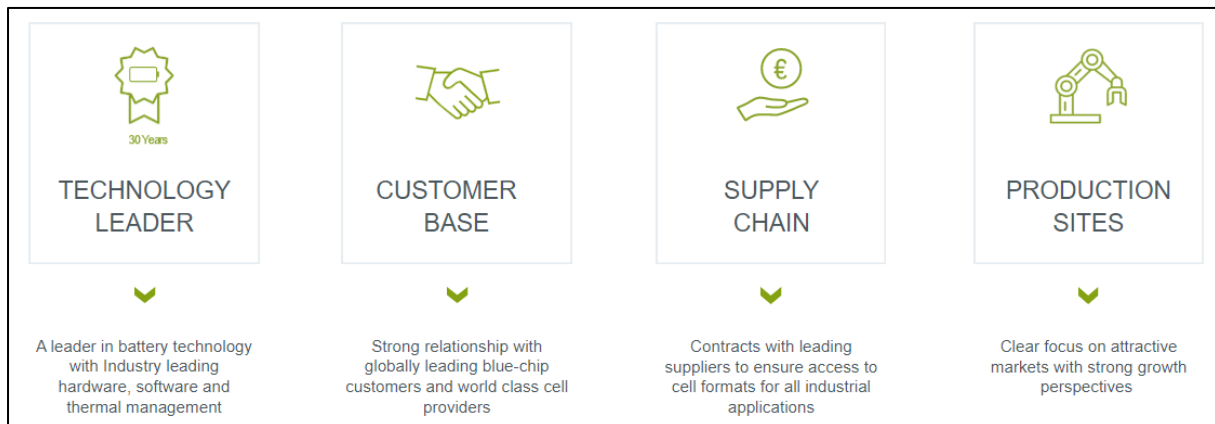 30 Years
TECHNOLOGY
LEADER
A leader in battery technology
with Industry leading
hardware, software and
thermal management
CUSTOMER
BASE
Strong relationship with
globally leading blue-chip
customers and world class cell
providers
€
SUPPLY
CHAIN
Contracts with leading
suppliers to ensure access to
cell formats for all industrial
applications
PRODUCTION
SITES
Clear focus on attractive
markets with strong growth
perspectives